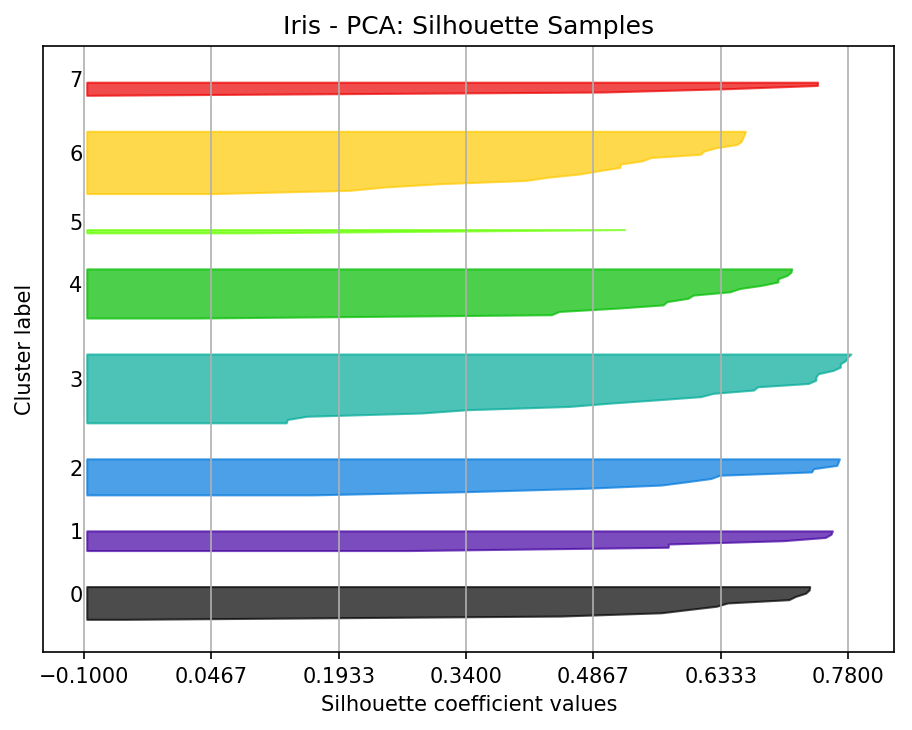 Iris - PCA: Silhouette Samples
7
6
5
4
3
2
1
0
Cluster label
−0.1000 0.0467 0.1933 0.3400 0.4867 0.6333 0.7800
Silhouette coefficient values